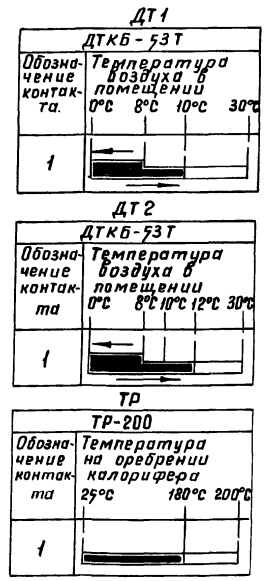 ДТ1
ДТКБ-53Т
Обозна-
чение
контак-
та.
Температура
воздуха в
помещении
0°C 8°C 10°C 30°C
1
ДТ2
ДТКБ-53Т
Обозна-
чение
контак-
та
Температура
воздуха в
помещении
0°C 8°C 10°C 12°C 30°C
1
ТР
ТР-200
Обозна-
чение
контак-
та
Температура
на оребрении
калорифера
25°C 180°C 200°C
1